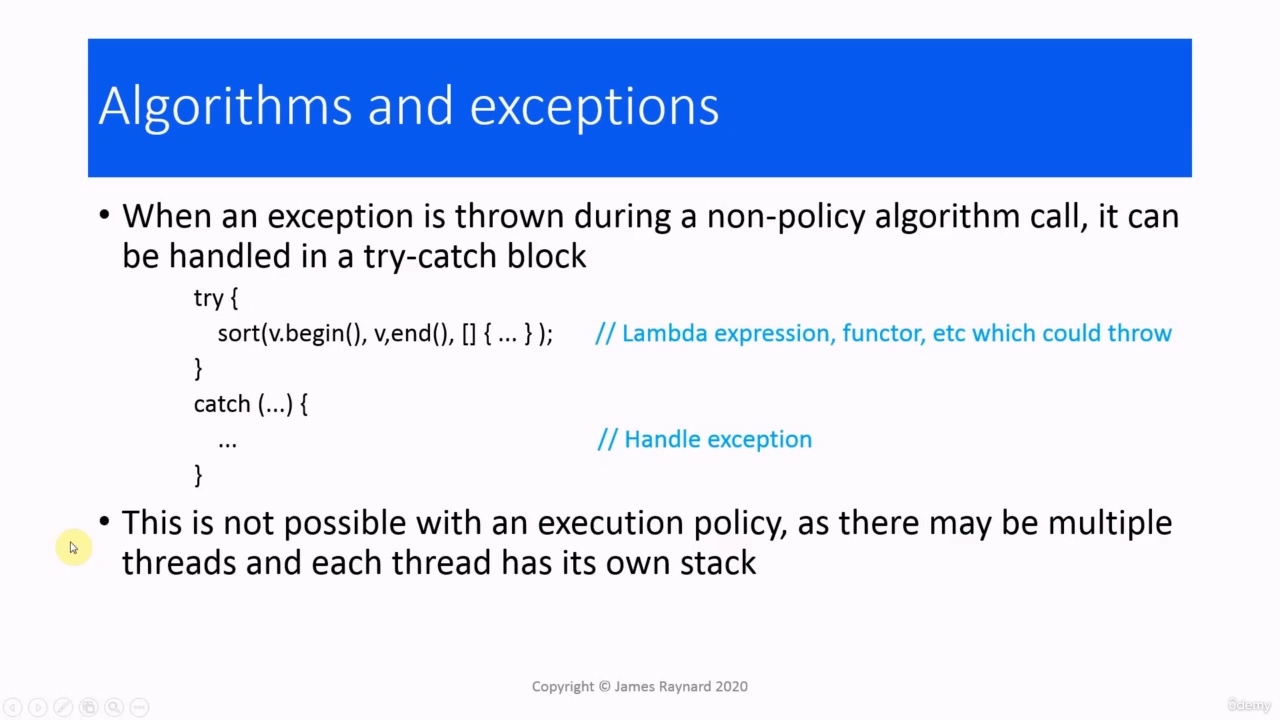 Algorithms and exceptions
• When an exception is thrown during a non-policy algorithm call, it can
be handled in a try-catch block
try {
sort(v.begin(), v,end(), [] { ... } ); // Lambda expression, functor, etc which could throw
}
catch (...) {
... // Handle exception
}
• This is not possible with an execution policy, as there may be multiple
threads and each thread has its own stack
Copyright © James Raynard 2020
ûdemy